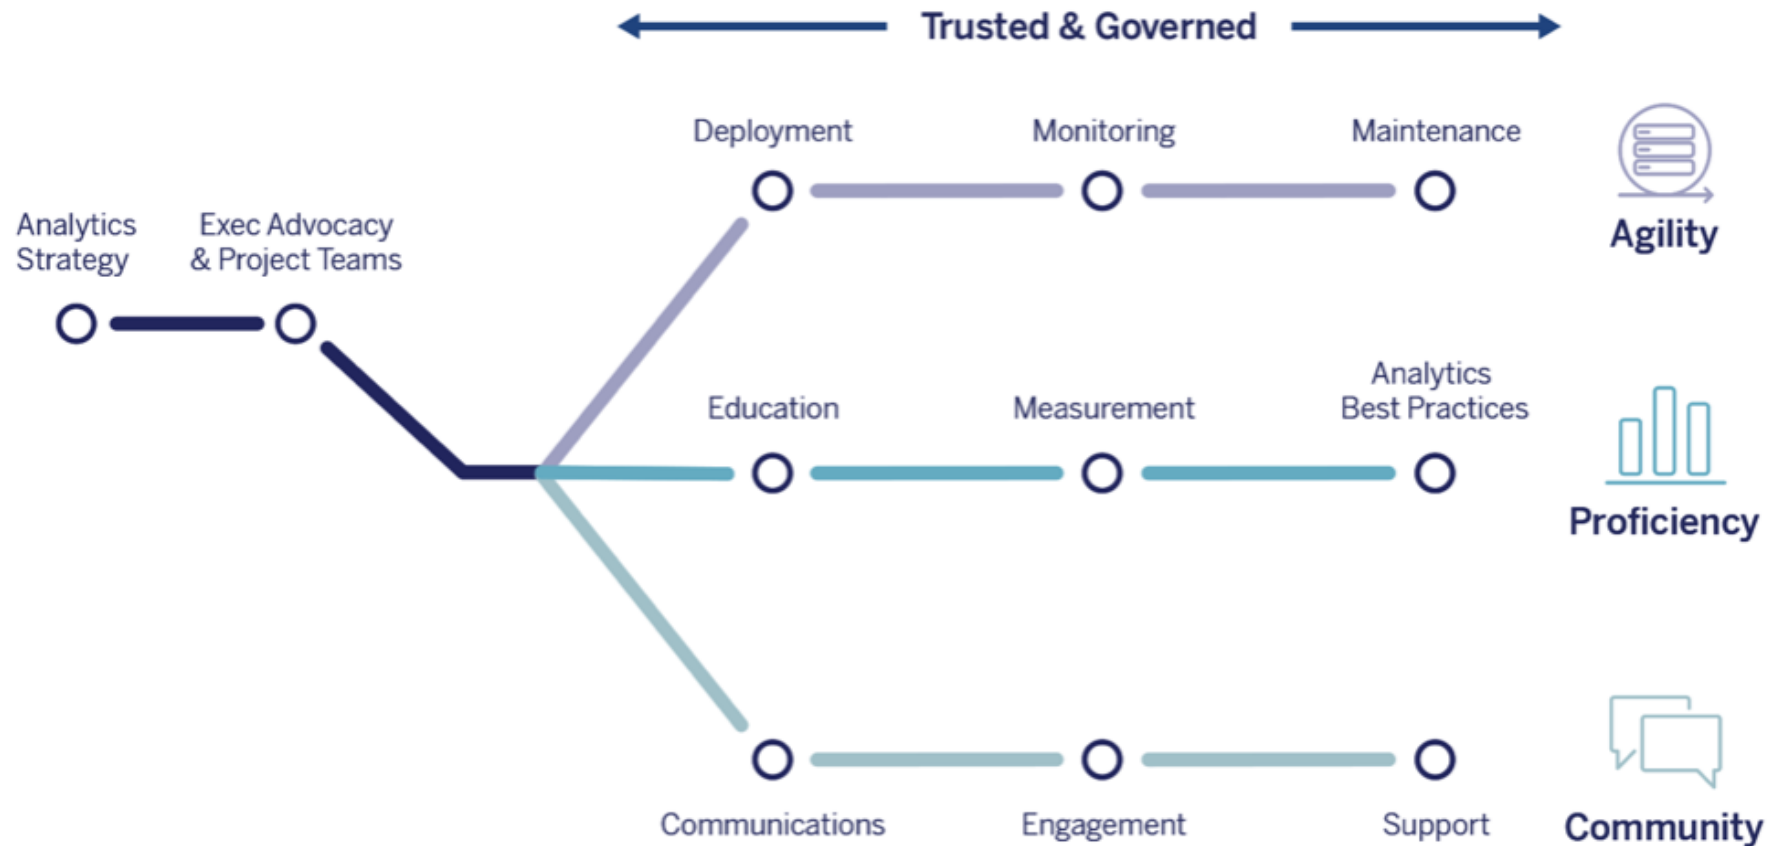 Trusted & Governed
Deployment
Monitoring
Maintenance
Agility
Analytics
Strategy
Exec Advocacy
& Project Teams
Education
Measurement
Analytics
Best Practices
Proficiency
Communications
Engagement
Support
Community